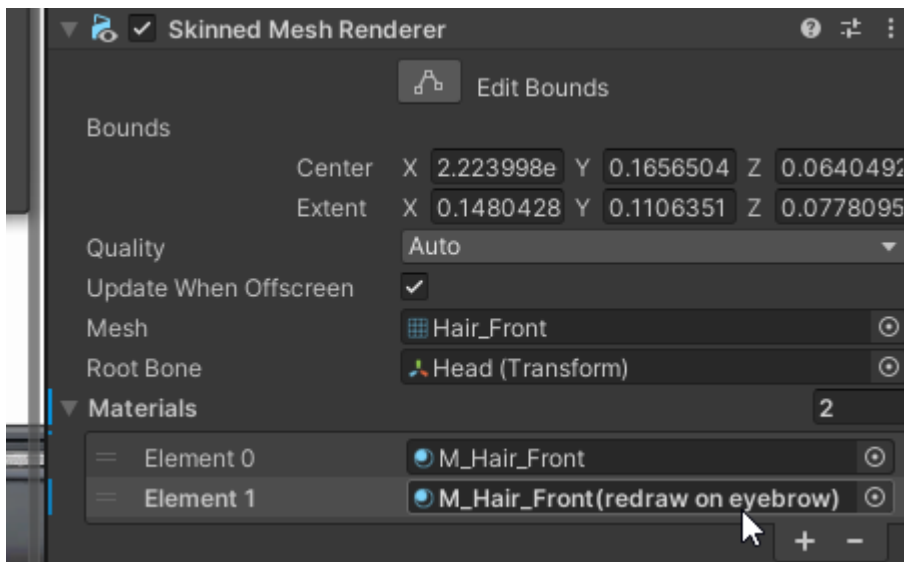 Skinned Mesh Renderer
Edit Bounds
Bounds
Center X 2.223998e Y 0.1656504 Z 0.0640492
Extent X 0.1480428 Y 0.1106351 Z 0.0778095
Quality Auto
Update When Offscreen
Mesh Hair_Front
Root Bone Head (Transform)
Materials 2
Element 0 M_Hair_Front
Element 1 M_Hair_Front(redraw on eyebrow)